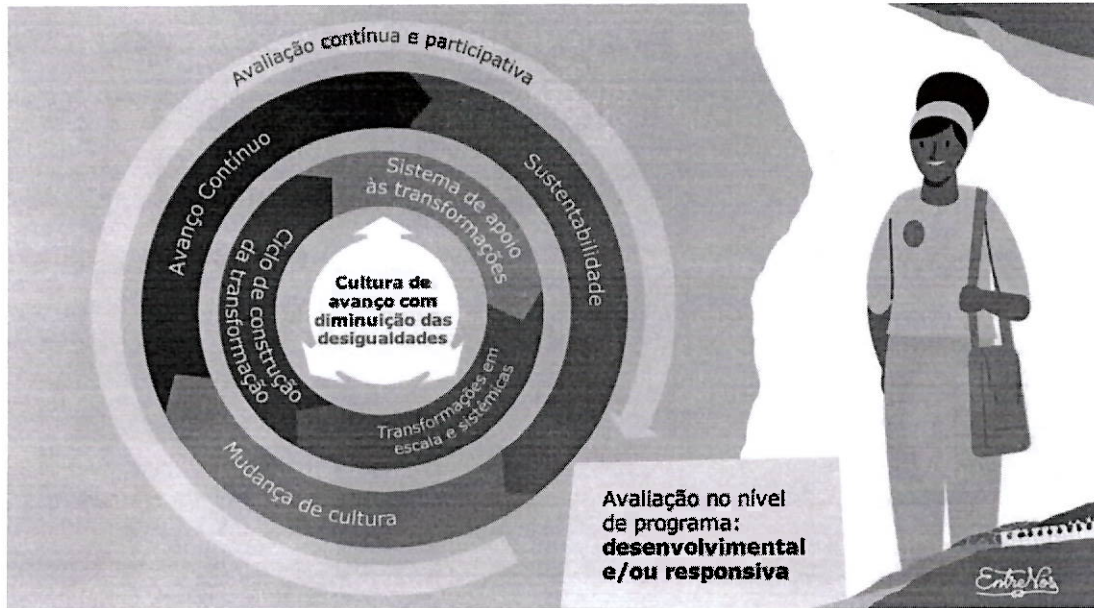 Avaliação contínua e participativa
Avanço Contínuo
Sustentabilidade
Mudança de cultura
Sistema de apoio
às transformações
Ciclo de construção
da transformação
Transformações em
escala e sistêmicas
Cultura de
avanço com
diminuição das
desigualdades
Avaliação no nível
de programa:
desenvolvimental
e/ou responsiva
EntreNós